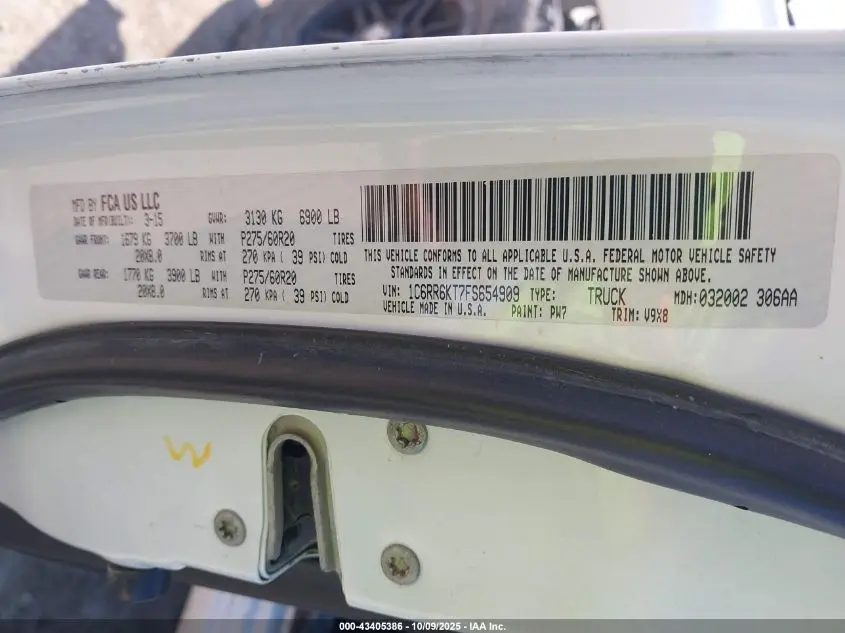 MFD BY FCA US LLC
DATE OF MFR(BUILT): 3-15 GVWR: 3130 KG 6900 LB
GAWR FRONT: 1679 KG 3700 LB WITH P275/60R20 TIRES
20X8.0 RIMS AT 270 KPA ( 39 PSI) COLD
GAWR REAR: 1770 KG 3900 LB WITH P275/60R20 TIRES
20X8.0 RIMS AT 270 KPA ( 39 PSI) COLD
THIS VEHICLE CONFORMS TO ALL APPLICABLE U.S.A. FEDERAL MOTOR VEHICLE SAFETY
STANDARDS IN EFFECT ON THE DATE OF MANUFACTURE SHOWN ABOVE.
VIN: 1C6RR6KT7FS654909 TYPE: TRUCK MDH: 032002 306AA
VEHICLE MADE IN U.S.A. PAINT: PW7 TRIM: V9X8
000-43405386 - 10/09/2025 - IAA Inc.